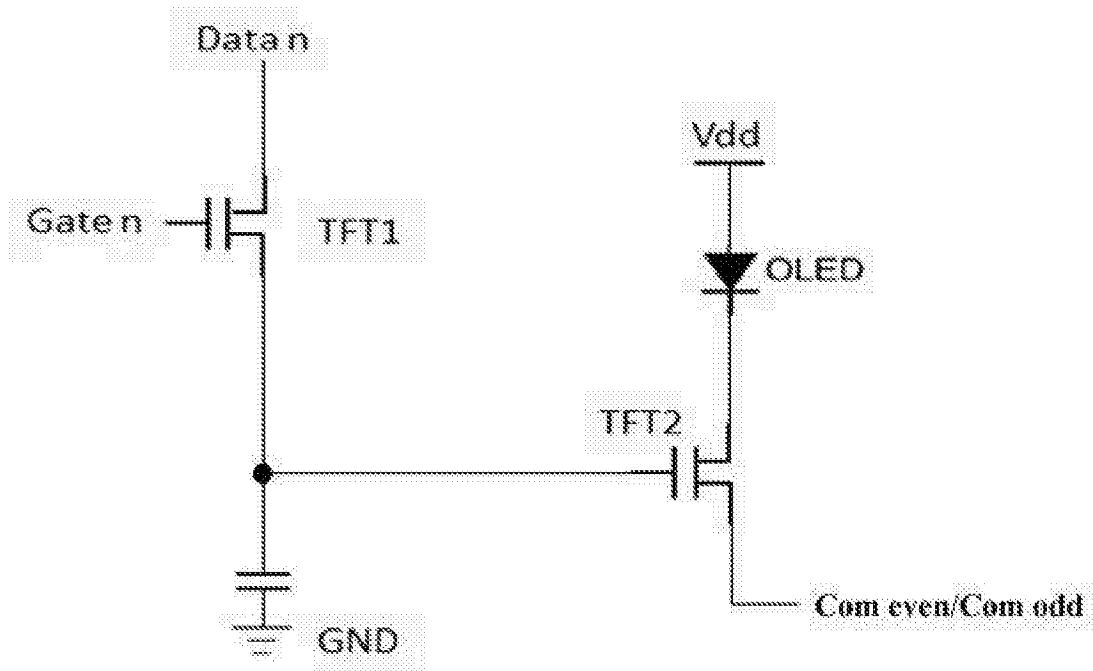 Data n
Vdd
Gate n
TFT1
OLED
TFT2
Com even/Com odd
GND